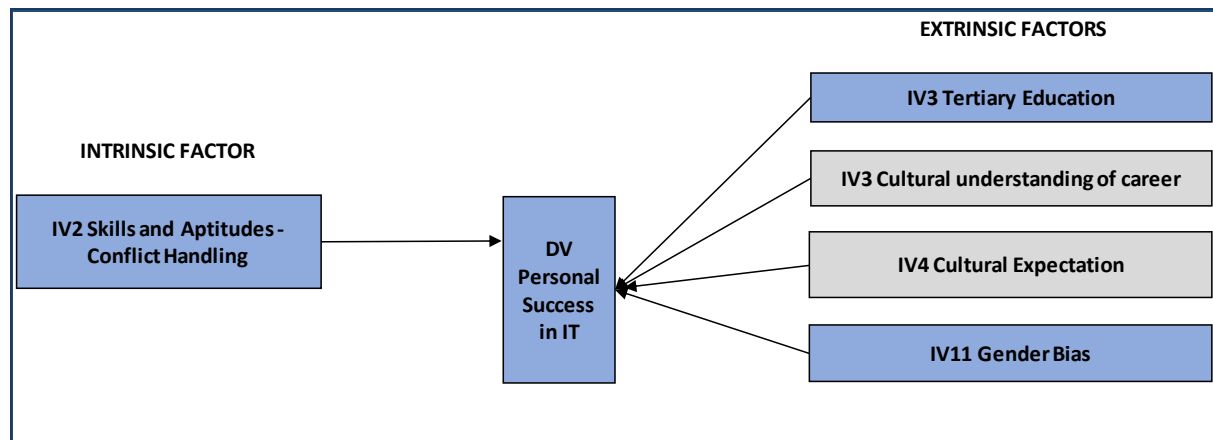 EXTRINSIC FACTORS
IV3 Tertiary Education
INTRINSIC FACTOR
IV3 Cultural understanding of career
IV2 Skills and Aptitudes -
Conflict Handling
DV
Personal
Success
in IT
IV4 Cultural Expectation
IV11 Gender Bias